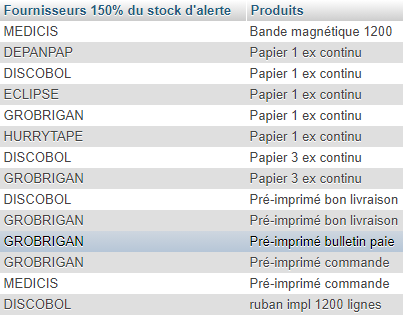 Fournisseurs 150% du stock d'alerte Produits
MEDICIS Bande magnétique 1200
DEPANPAP Papier 1 ex continu
DISCOBOL Papier 1 ex continu
ECLIPSE Papier 1 ex continu
GROBRIGAN Papier 1 ex continu
HURRYTAPE Papier 1 ex continu
DISCOBOL Papier 3 ex continu
GROBRIGAN Papier 3 ex continu
DISCOBOL Pré-imprimé bon livraison
GROBRIGAN Pré-imprimé bon livraison
GROBRIGAN Pré-imprimé bulletin paie
GROBRIGAN Pré-imprimé commande
MEDICIS Pré-imprimé commande
DISCOBOL ruban impl 1200 lignes